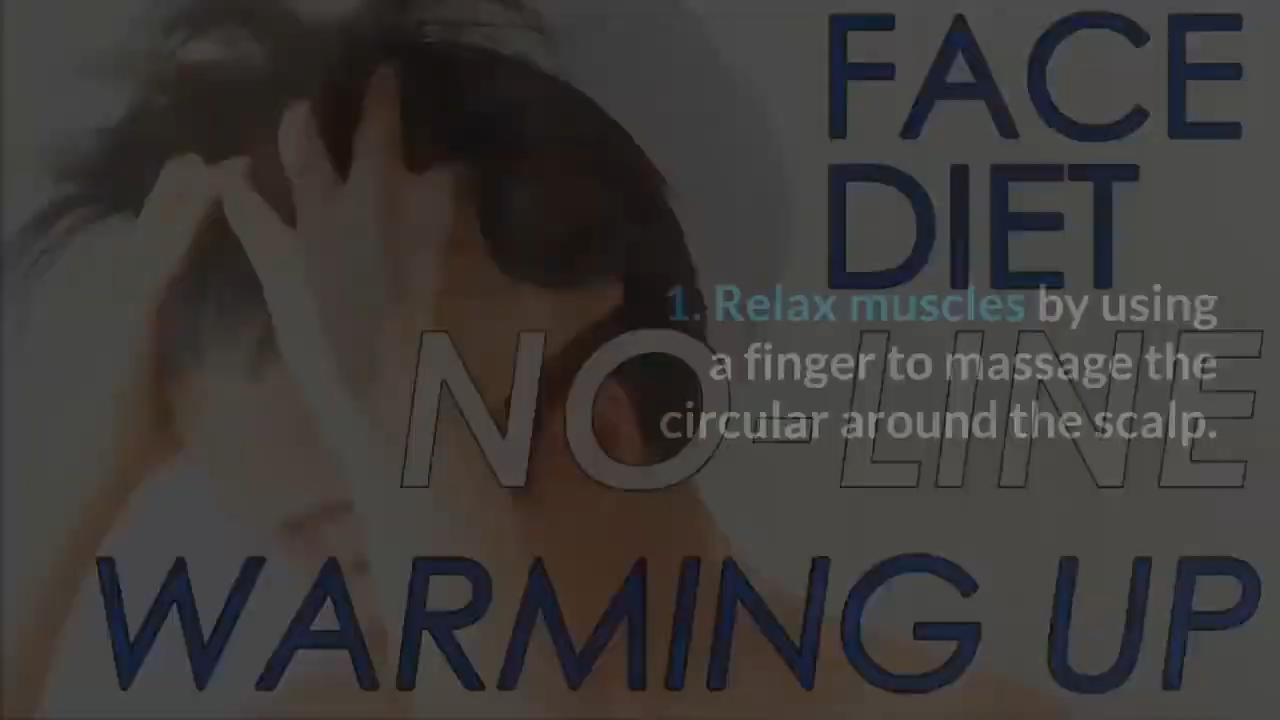 FACE
DIET
1. Relax muscles by using
a finger to massage the
circular around the scalp.
NO-LINE
WARMING UP